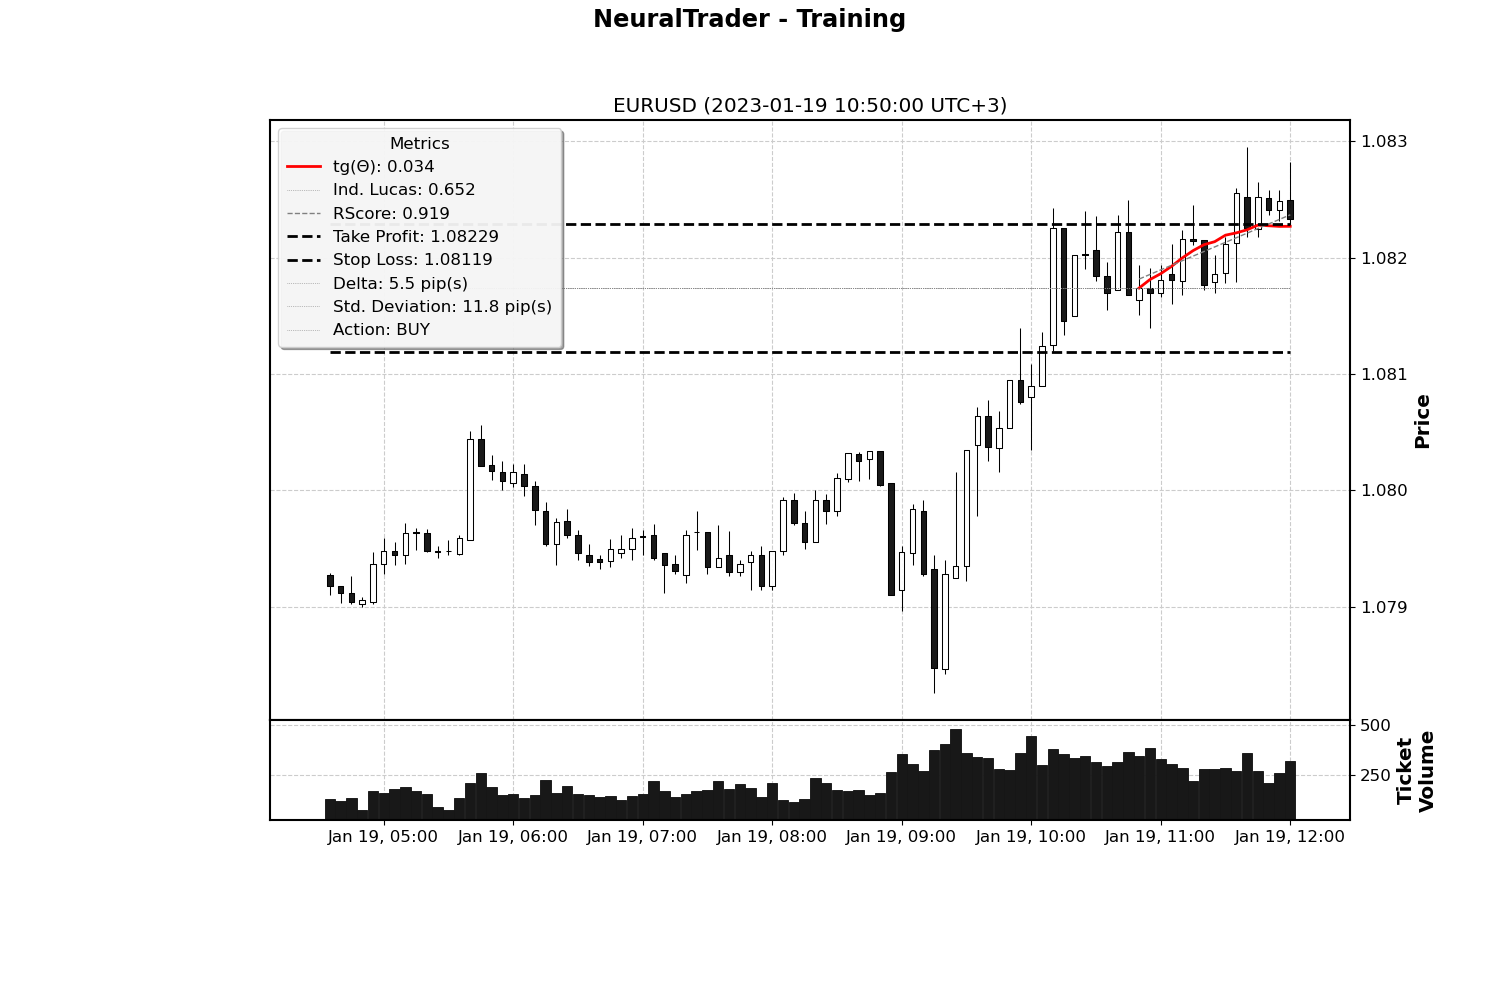 NeuralTrader - Training
EURUSD (2023-01-19 10:50:00 UTC+3)
Metrics
tg(Θ): 0.034
Ind. Lucas: 0.652
RScore: 0.919
Take Profit: 1.08229
Stop Loss: 1.08119
Delta: 5.5 pip(s)
Std. Deviation: 11.8 pip(s)
Action: BUY
1.083
1.082
1.081
1.080
1.079
Price
500
250
Ticket
Volume
Jan 19, 05:00
Jan 19, 06:00
Jan 19, 07:00
Jan 19, 08:00
Jan 19, 09:00
Jan 19, 10:00
Jan 19, 11:00
Jan 19, 12:00